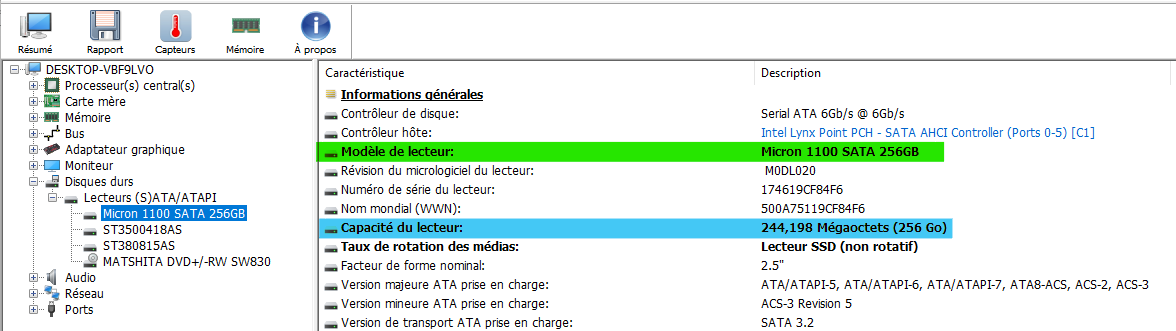 Résumé Rapport Capteurs Mémoire À propos
DESKTOP-VBF9LVO
Processeur(s) central(s)
Carte mère
Mémoire
Bus
Adaptateur graphique
Moniteur
Disques durs
Lecteurs (S)ATA/ATAPI
Micron 1100 SATA 256GB
ST3500418AS
ST380815AS
MATSHITA DVD+/-RW SW830
Audio
Réseau
Ports
Caractéristique Description
Informations générales
Contrôleur de disque: Serial ATA 6Gb/s @ 6Gb/s
Contrôleur hôte: Intel Lynx Point PCH - SATA AHCI Controller (Ports 0-5) [C1]
Modèle de lecteur: Micron 1100 SATA 256GB
Révision du micrologiciel du lecteur: M0DL020
Numéro de série du lecteur: 174619CF84F6
Nom mondial (WWN): 500A75119CF84F6
Capacité du lecteur: 244,198 Mégaoctets (256 Go)
Taux de rotation des médias: Lecteur SSD (non rotatif)
Facteur de forme nominal: 2.5"
Version majeure ATA prise en charge: ATA/ATAPI-5, ATA/ATAPI-6, ATA/ATAPI-7, ATA8-ACS, ACS-2, ACS-3
Version mineure ATA prise en charge: ACS-3 Revision 5
Version de transport ATA prise en charge: SATA 3.2